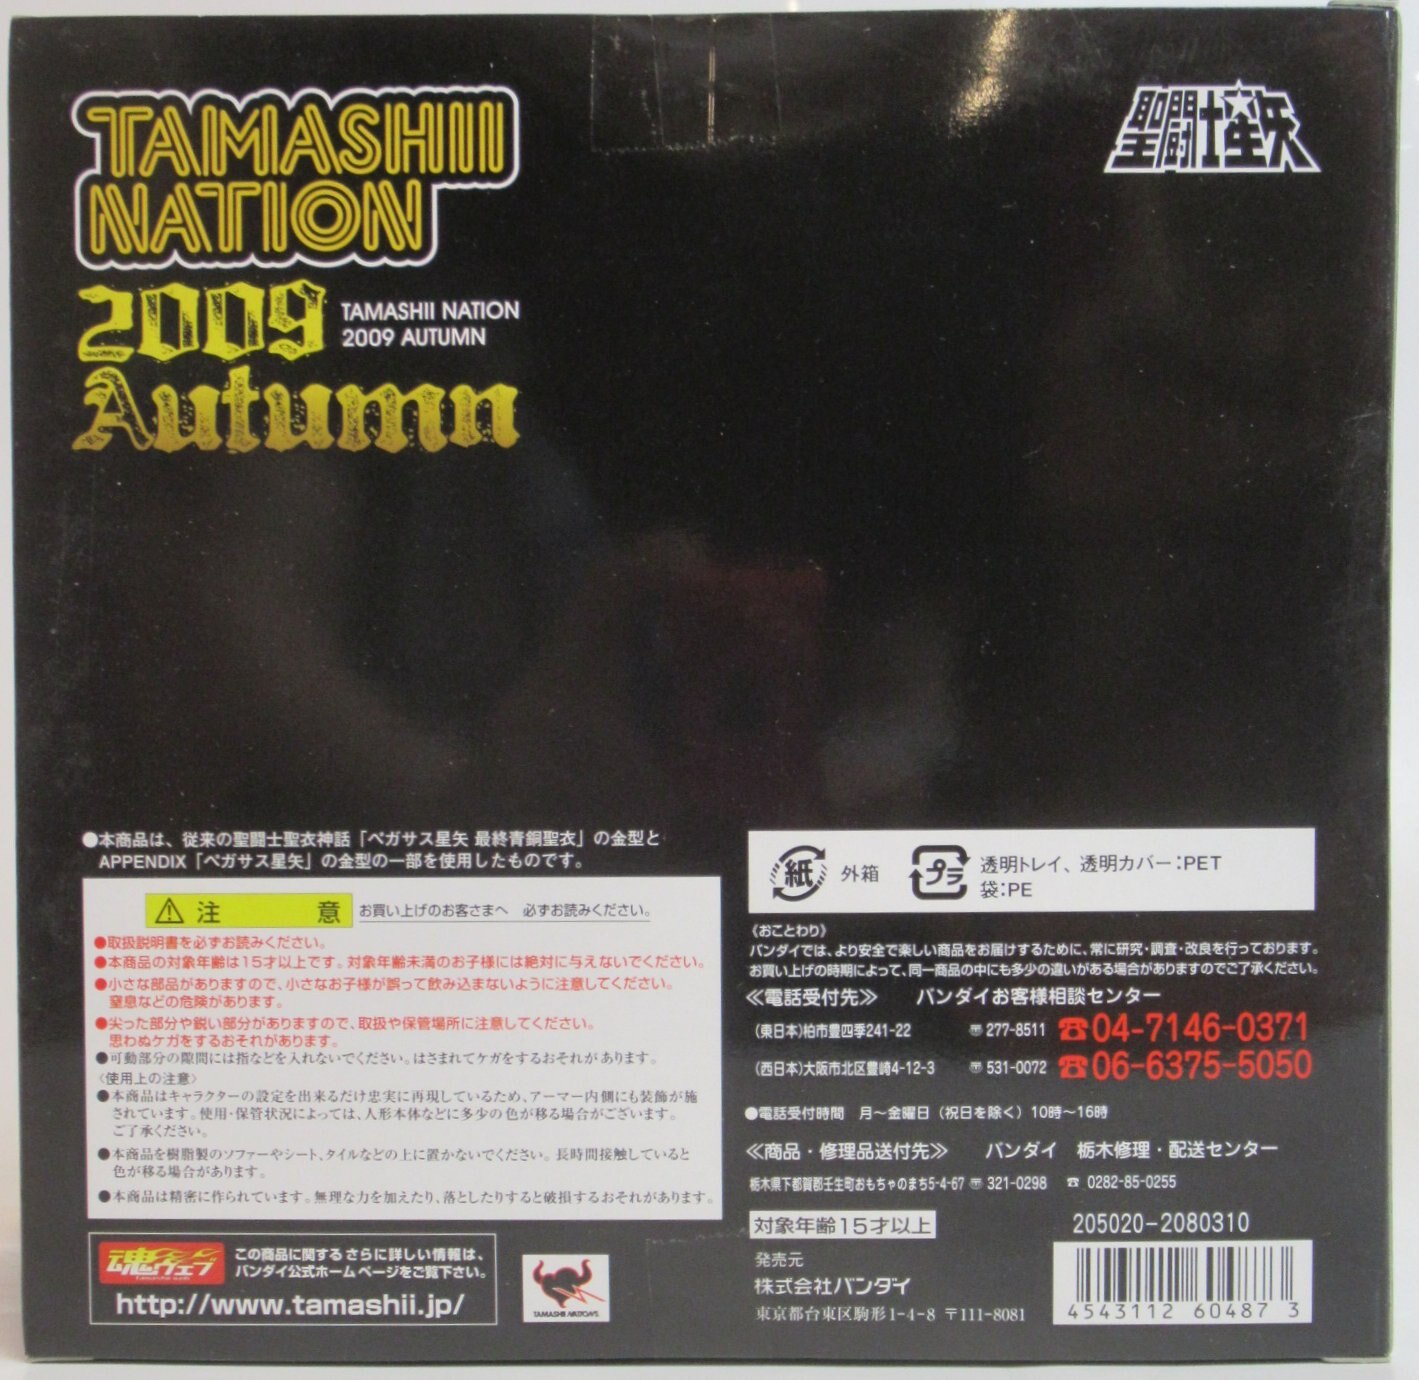 TAMASHII
NATION
2009
Autumn
TAMASHII NATION
2009 AUTUMN
聖闘士星矢
●本商品は、従来の聖闘士聖衣神話「ペガサス星矢 最終青銅聖衣」の金型と
APPENDIX「ペガサス星矢」の金型の一部を使用したものです。
注 意 お買い上げのお客さまへ 必ずお読みください。
●取扱説明書を必ずお読みください。
●本商品の対象年齢は15才以上です。対象年齢未満のお子様には絶対に与えないでください。
●小さな部品がありますので、小さなお子様が誤って飲み込まないように注意してください。
窒息などの危険があります。
●尖った部分や鋭い部分がありますので、取扱や保管場所に注意してください。
思わぬケガをするおそれがあります。
●可動部分の隙間には指などを入れないでください。はさまれてケガをするおそれがあります。
〈使用上の注意〉
●本商品はキャラクターの設定を出来るだけ忠実に再現しているため、アーマー内側にも装飾が施
されています。使用・保管状況によっては、人形本体などに多少の色が移る場合がございます。
ご了承ください。
●本商品を樹脂製のソファーやシート、タイルなどの上に置かないでください。長時間接触していると
色が移る場合があります。
●本商品は精密に作られています。無理な力を加えたり、落としたりすると破損するおそれがあります。
魂ウェブ
Tamashii web
この商品に関するさらに詳しい情報は、
バンダイ公式ホームページをご覧下さい。
http://www.tamashii.jp/
TAMASHII NATIONS
紙 外箱
プラ 透明トレイ、透明カバー:PET
袋:PE
《おことわり》
バンダイでは、より安全で楽しい商品をお届けするために、常に研究・調査・改良を行っております。
お買い上げの時期によって、同一商品の中にも多少の違いがある場合がありますのでご了承ください。
≪電話受付先≫ バンダイお客様相談センター
(東日本)柏市豊四季241-22 〒277-8511 ☎04-7146-0371
(西日本)大阪市北区豊崎4-12-3 〒531-0072 ☎06-6375-5050
●電話受付時間 月〜金曜日(祝日を除く)10時〜16時
≪商品・修理品送付先≫ バンダイ 栃木修理・配送センター
栃木県下都賀郡壬生町おもちゃのまち5-4-67 〒321-0298 ☎ 0282-85-0255
対象年齢15才以上
205020-2080310
発売元
株式会社バンダイ
東京都台東区駒形1-4-8 〒111-8081
4543112 60487 3